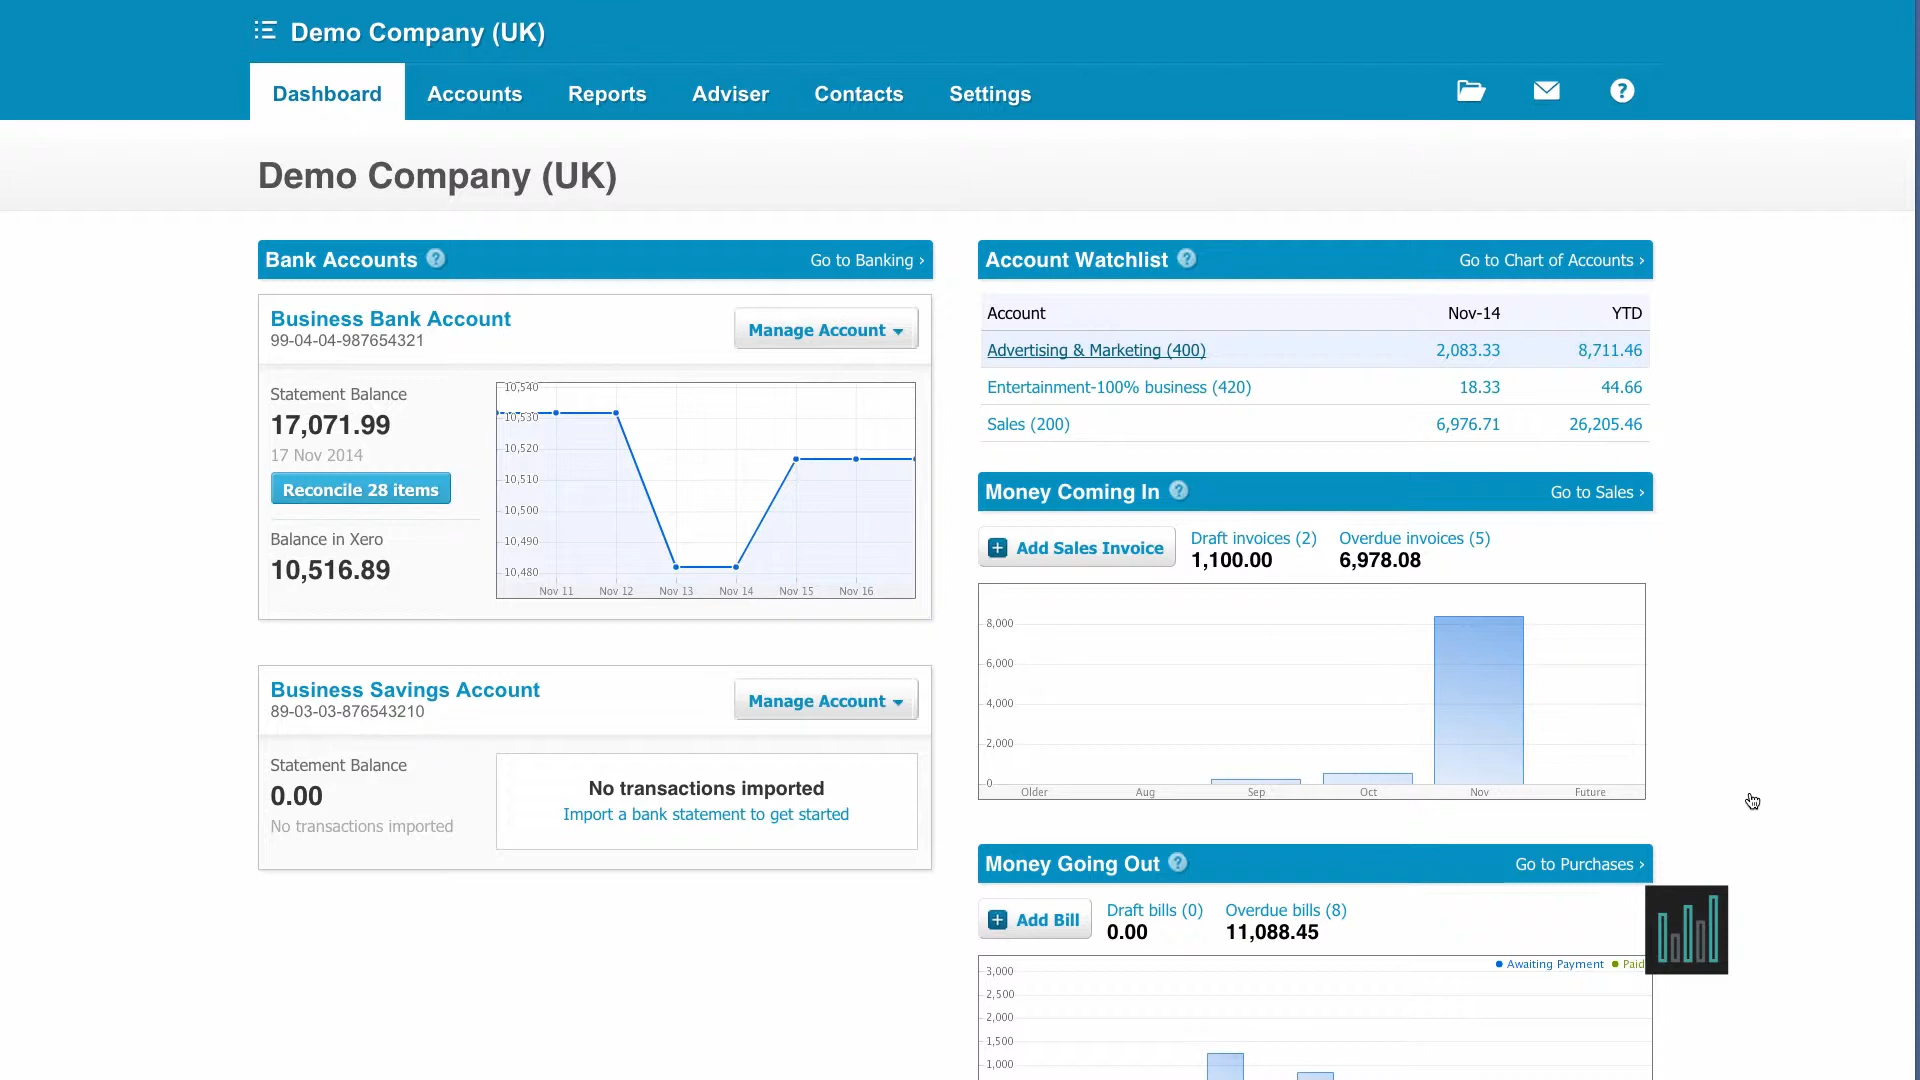 Demo Company (UK)
Dashboard Accounts Reports Adviser Contacts Settings
Demo Company (UK)
Bank Accounts ? Go to Banking ›
Business Bank Account
99-04-04-987654321
Manage Account
Statement Balance
17,071.99
17 Nov 2014
Reconcile 28 items
Balance in Xero
10,516.89
10,540
10,530
10,520
10,510
10,500
10,490
10,480
Nov 11 Nov 12 Nov 13 Nov 14 Nov 15 Nov 16
Business Savings Account
89-03-03-876543210
Manage Account
Statement Balance
0.00
No transactions imported
No transactions imported
Import a bank statement to get started
Account Watchlist ? Go to Chart of Accounts ›
Account Nov-14 YTD
Advertising & Marketing (400) 2,083.33 8,711.46
Entertainment-100% business (420) 18.33 44.66
Sales (200) 6,976.71 26,205.46
Money Coming In ? Go to Sales ›
Add Sales Invoice
Draft invoices (2) Overdue invoices (5)
1,100.00 6,978.08
8,000
6,000
4,000
2,000
0
Older Aug Sep Oct Nov Future
Money Going Out ? Go to Purchases ›
Add Bill
Draft bills (0) Overdue bills (8)
0.00 11,088.45
Awaiting Payment Paid
3,000
2,500
2,000
1,500
1,000